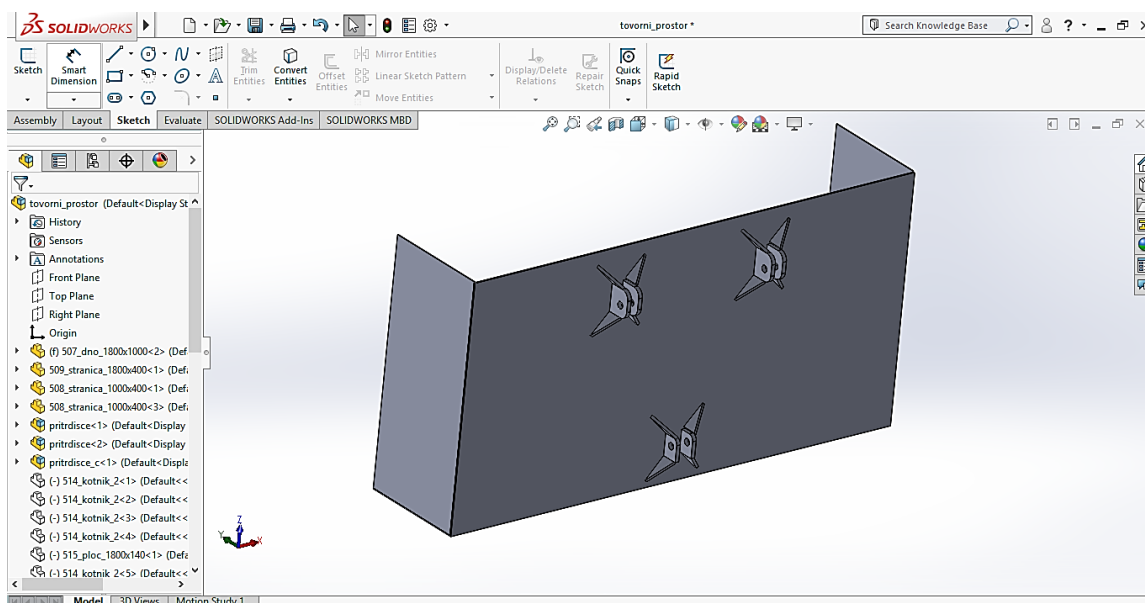 SOLIDWORKS
tovorni_prostor *
Search Knowledge Base
?
Sketch
Smart Dimension
Trim Entities
Convert Entities
Offset Entities
Mirror Entities
Linear Sketch Pattern
Move Entities
Display/Delete Relations
Repair Sketch
Quick Snaps
Rapid Sketch
Assembly Layout Sketch Evaluate SOLIDWORKS Add-Ins SOLIDWORKS MBD
tovorni_prostor (Default<Display St
History
Sensors
Annotations
Front Plane
Top Plane
Right Plane
Origin
(f) 507_dno_1800x1000<2> (Def
509_stranica_1800x400<1> (Defa
508_stranica_1000x400<1> (Defa
508_stranica_1000x400<3> (Defa
pritrdisce<1> (Default<Display
pritrdisce<2> (Default<Display
pritrdisce_c<1> (Default<Displa
(-) 514_kotnik_2<1> (Default<<
(-) 514_kotnik_2<2> (Default<<
(-) 514_kotnik_2<3> (Default<<
(-) 514_kotnik_2<4> (Default<<
(-) 515_ploc_1800x140<1> (Defa
(-) 514_kotnik_2<5> (Default<<
Z
Y
X
Model 3D Views Motion Study 1